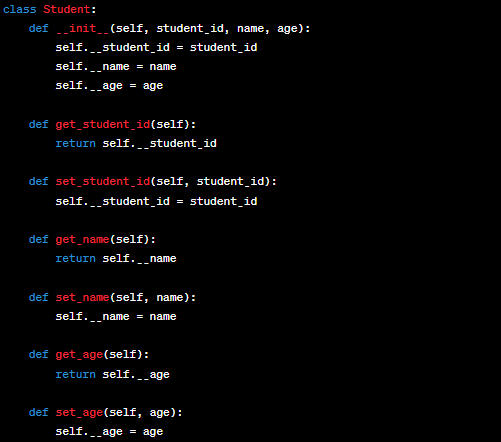 class Student:
    def __init__(self, student_id, name, age):
        self.__student_id = student_id
        self.__name = name
        self.__age = age

    def get_student_id(self):
        return self.__student_id

    def set_student_id(self, student_id):
        self.__student_id = student_id

    def get_name(self):
        return self.__name

    def set_name(self, name):
        self.__name = name

    def get_age(self):
        return self.__age

    def set_age(self, age):
        self.__age = age